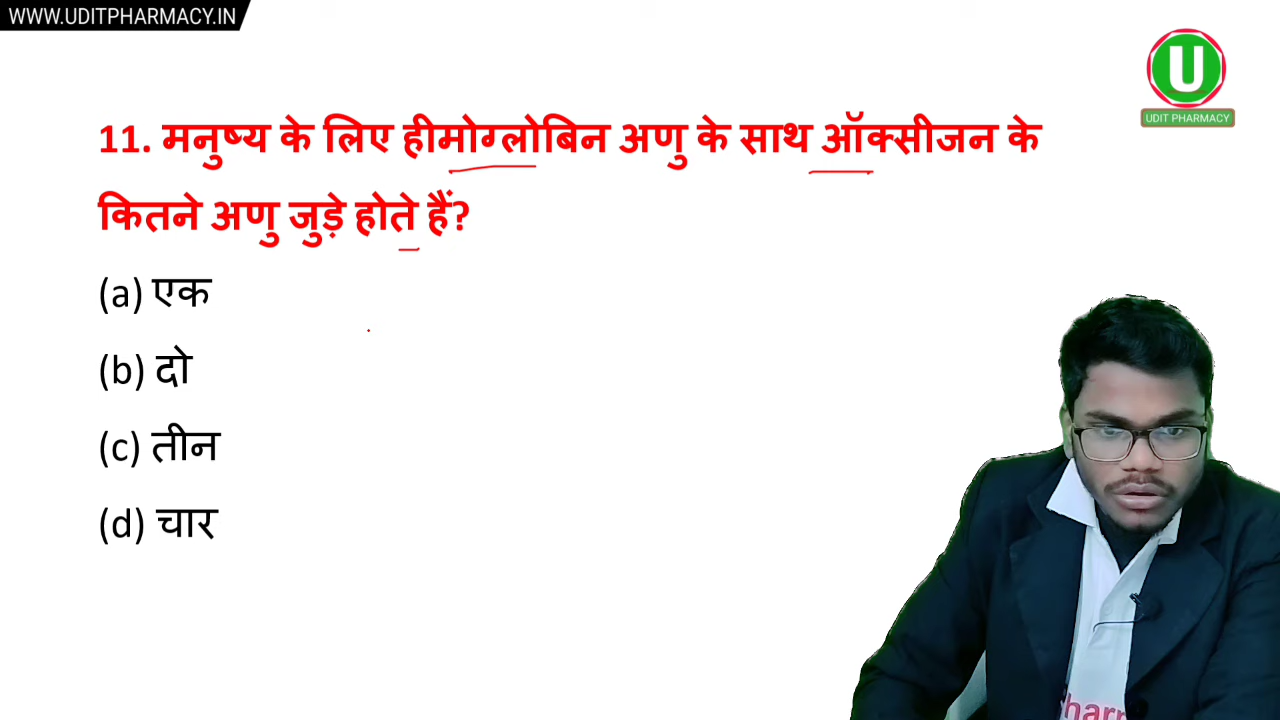 WWW.UDITPHARMACY.IN
U
UDIT PHARMACY
11. मनुष्य के लिए हीमोग्लोबिन अणु के साथ ऑक्सीजन के
कितने अणु जुड़े होते हैं?
(a) एक
(b) दो
(c) तीन
(d) चार